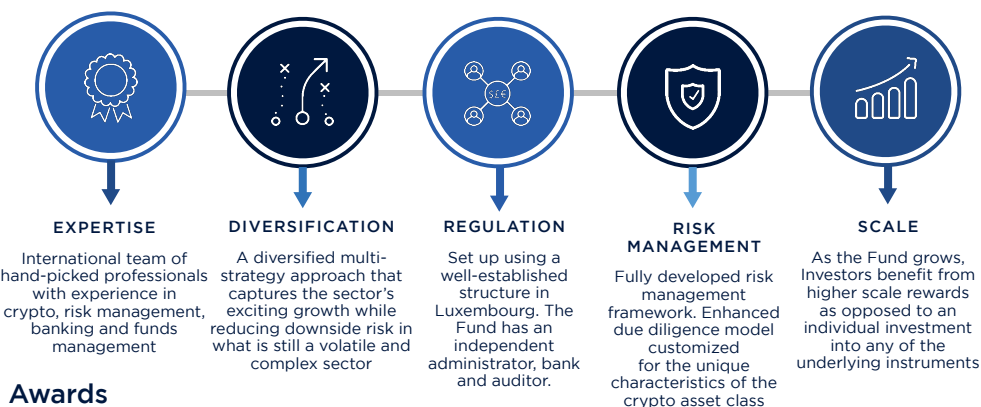 S£€
EXPERTISE
International team of
hand-picked professionals
with experience in
crypto, risk management,
banking and funds
management
DIVERSIFICATION
A diversified multi-
strategy approach that
captures the sector's
exciting growth while
reducing downside risk in
what is still a volatile and
complex sector
REGULATION
Set up using a
well-established
structure in
Luxembourg. The
Fund has an
independent
administrator, bank
and auditor.
RISK
MANAGEMENT
Fully developed risk
management
framework. Enhanced
due diligence model
customized
for the unique
characteristics of the
crypto asset class
SCALE
As the Fund grows,
Investors benefit from
higher scale rewards
as opposed to an
individual investment
into any of the
underlying instruments
Awards